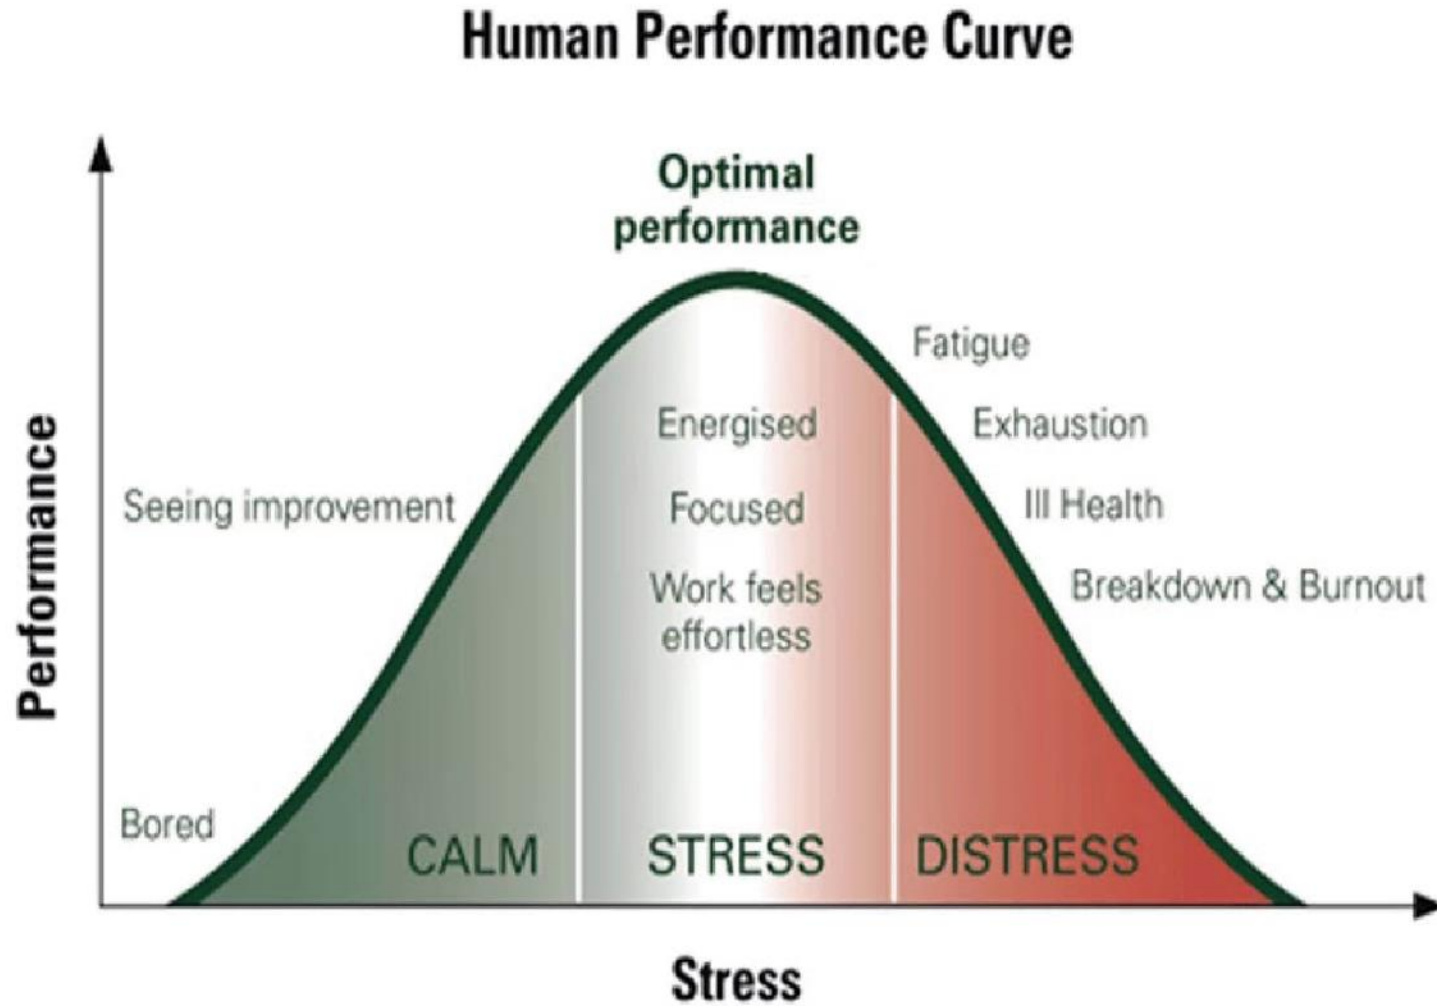 Human Performance Curve
Optimal
performance
Fatigue
Energised
Exhaustion
Seeing improvement
Focused
Ill Health
Work feels
effortless
Breakdown & Burnout
Performance
Bored
CALM
STRESS
DISTRESS
Stress